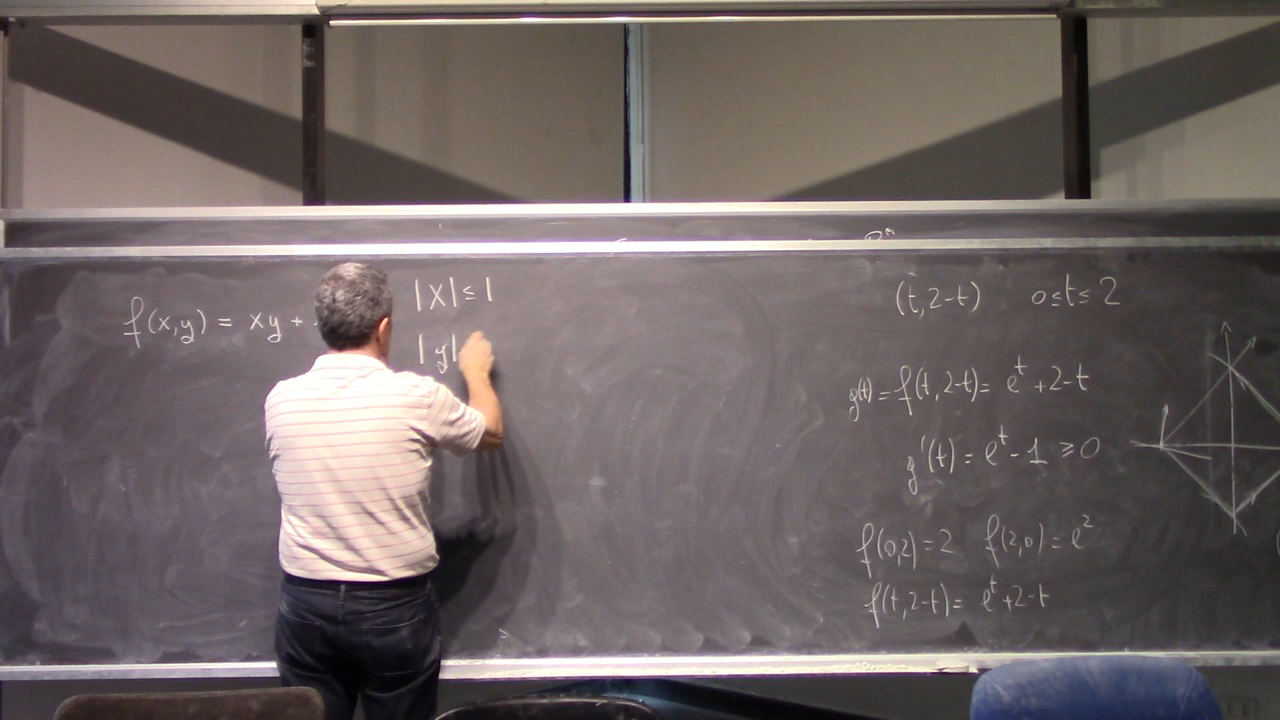 f(x,y) = xy +
|x| ≤ 1
|y|
(t, 2-t) 0≤t≤2
g(t) = f(t, 2-t) = e^t + 2-t
g'(t) = e^t - 1 ≥ 0
f(0,2) = 2 f(2,0) = e^2
f(t, 2-t) = e^t + 2-t